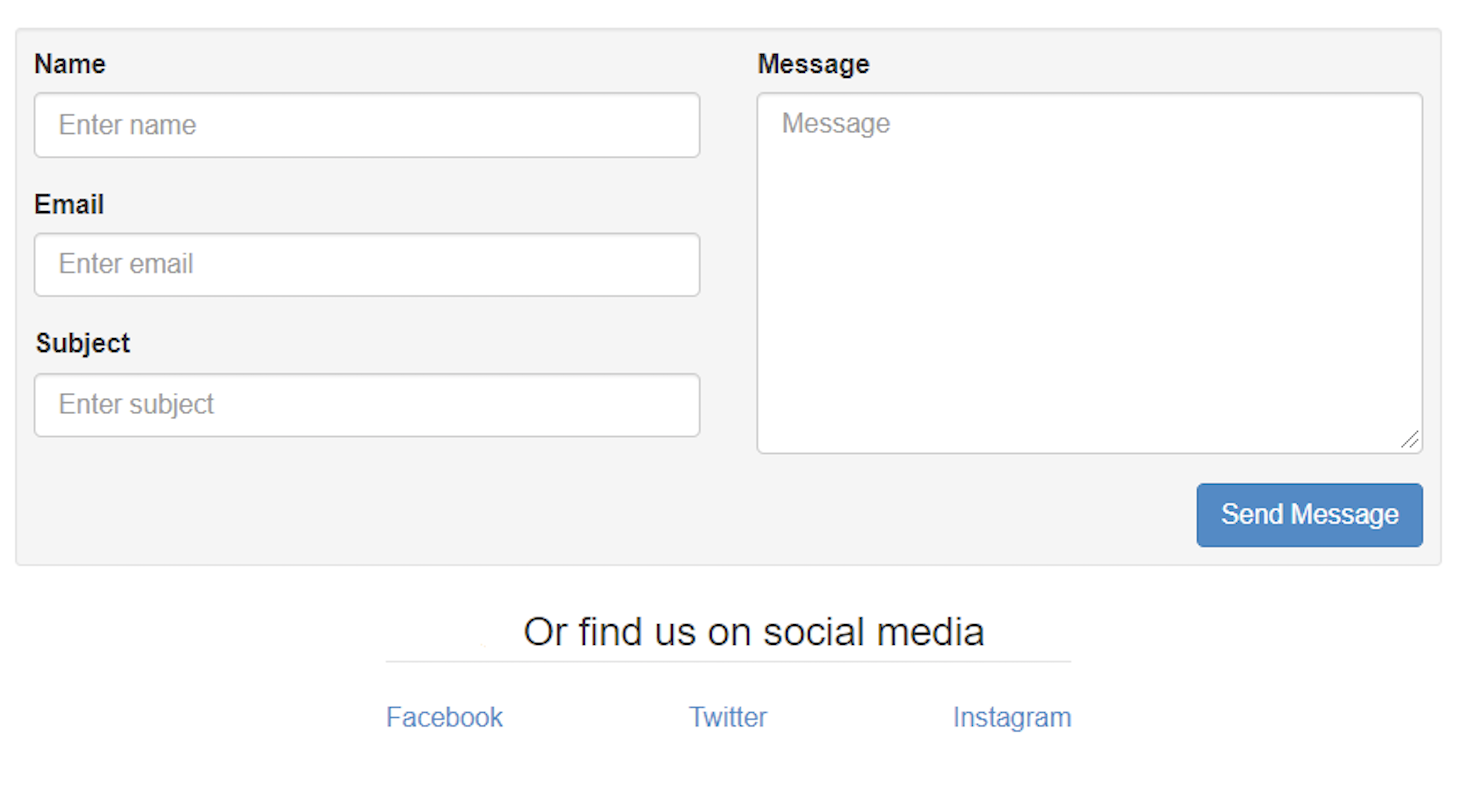 Name
Enter name
Email
Enter email
Subject
Enter subject
Message
Message
Send Message
Or find us on social media
Facebook Twitter Instagram